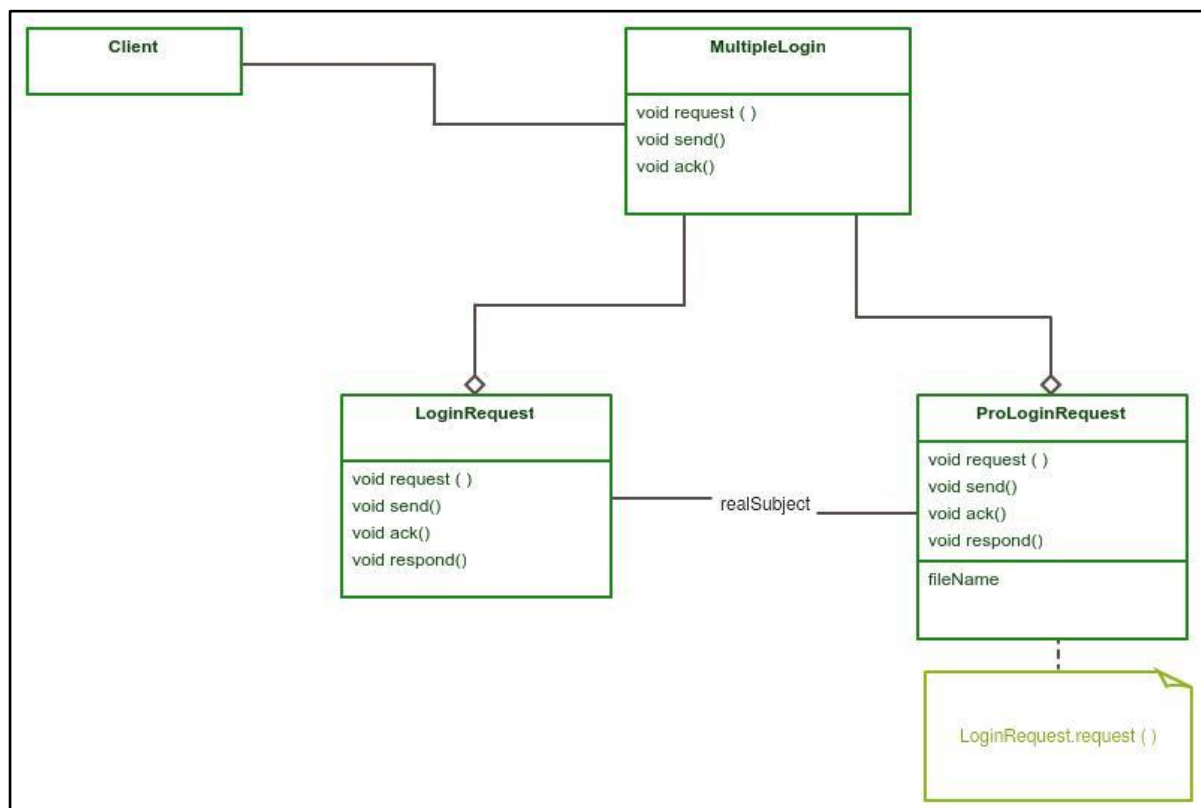 Client
MultipleLogin
void request ( )
void send()
void ack()
LoginRequest
void request ( )
void send()
void ack()
void respond()
realSubject
ProLoginRequest
void request ( )
void send()
void ack()
void respond()
fileName
LoginRequest.request ( )